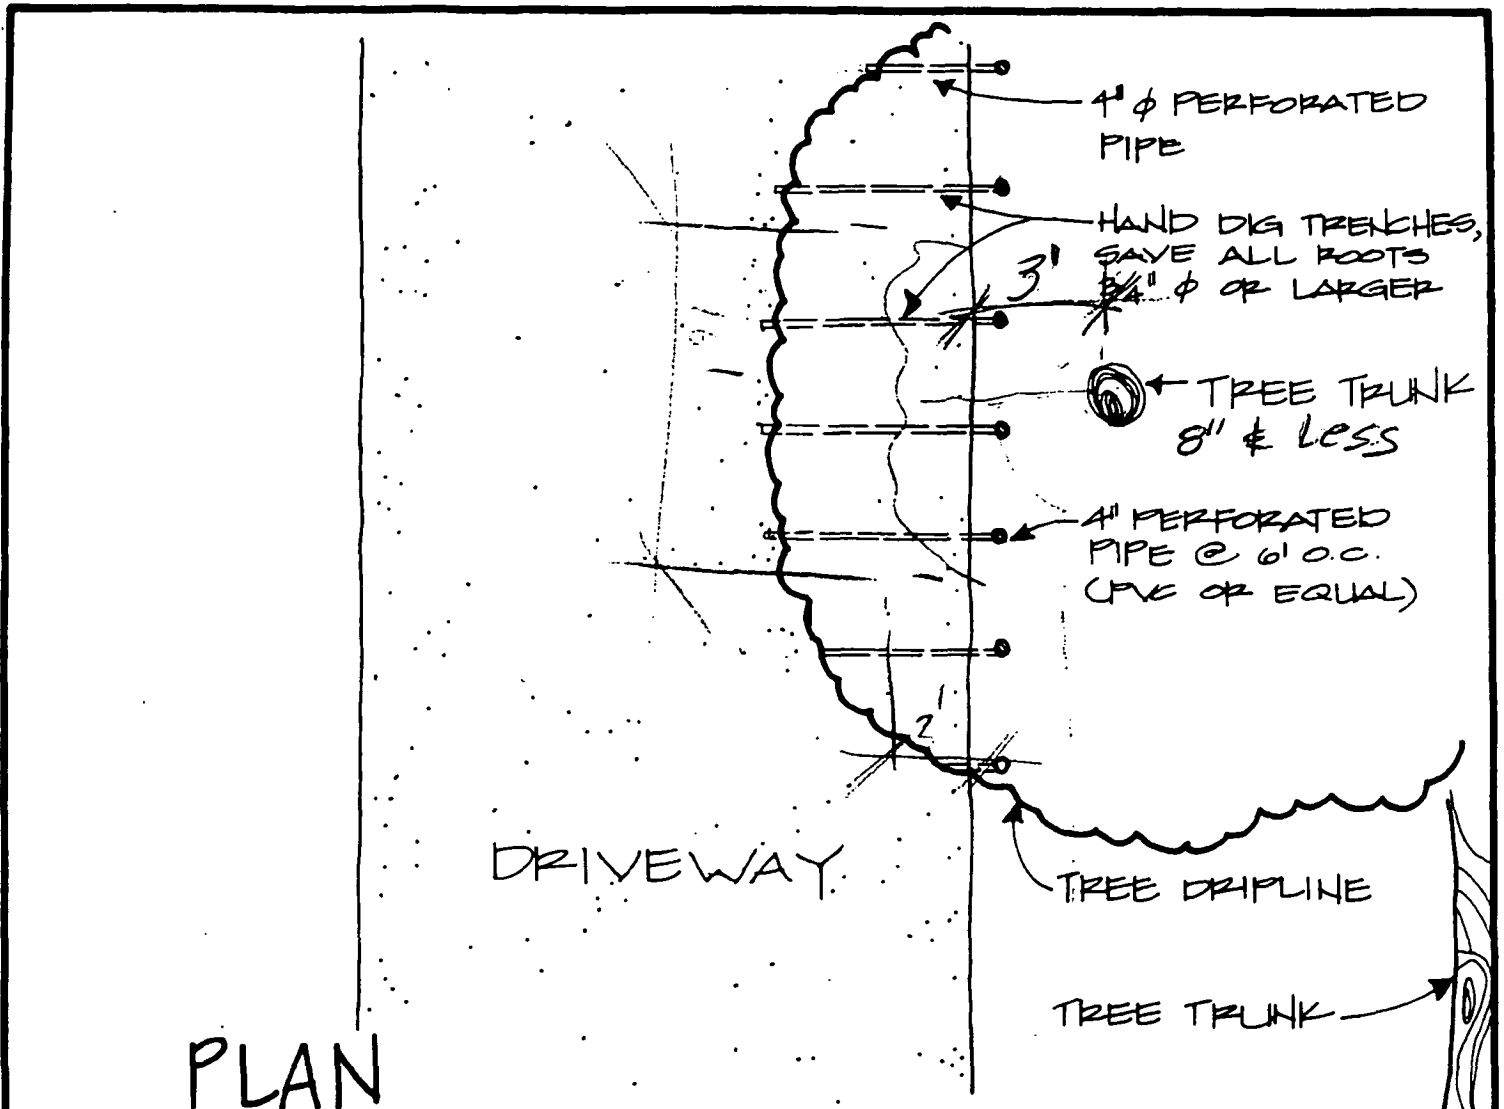 4" ϕ PERFORATED
PIPE
HAND DIG TRENCHES,
SAVE ALL ROOTS
3/4" ϕ OR LARGER
3'
TREE TRUNK
8" & Less
4" PERFORATED
PIPE @ 6' O.C.
(PVC OR EQUAL)
2'
DRIVEWAY
TREE DRIPLINE
TREE TRUNK
PLAN